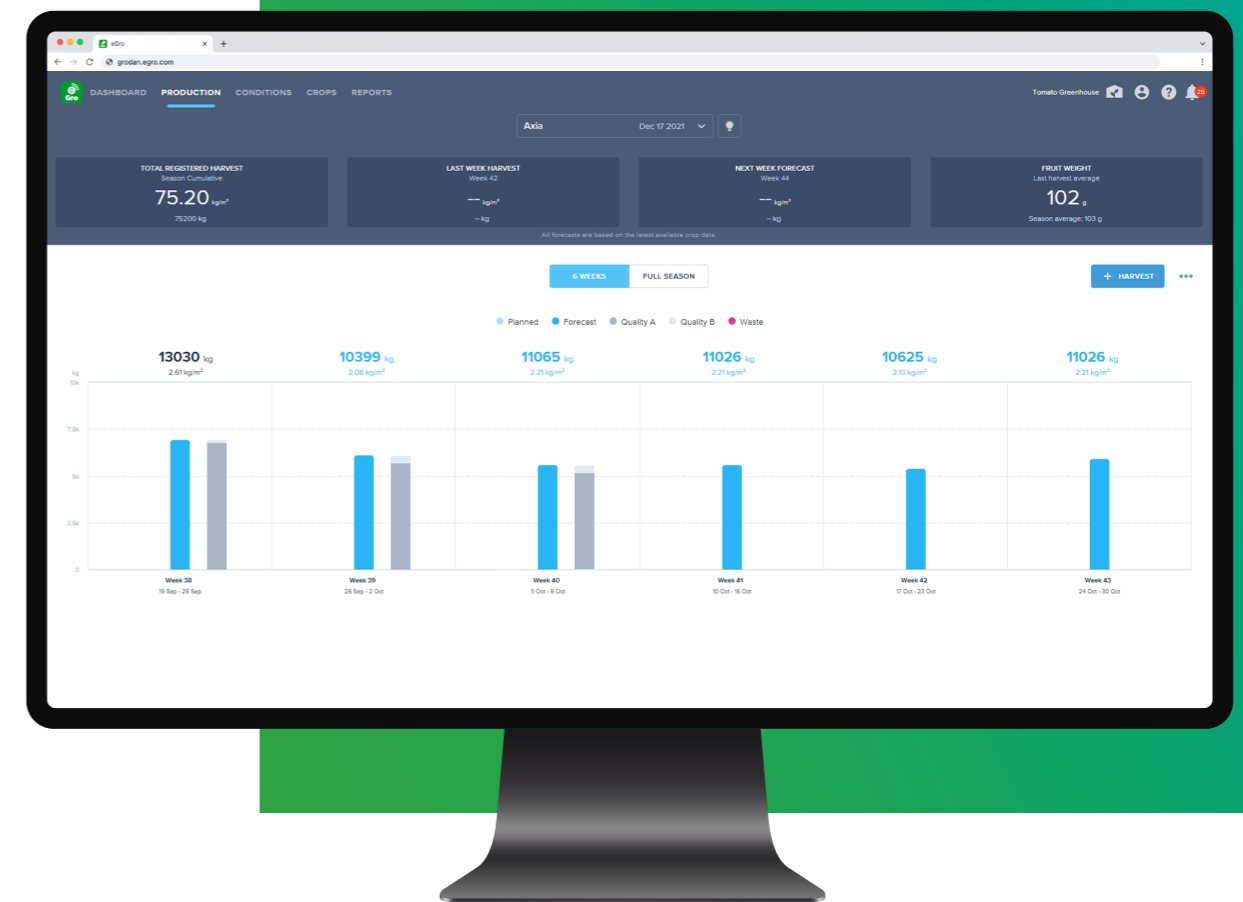 eGro × +
grodan.egro.com
eGro DASHBOARD PRODUCTION CONDITIONS CROPS REPORTS Tomato Greenhouse 25
Axia Dec 17 2021
TOTAL REGISTERED HARVEST
Season Cumulative
75.20 kg/m²
75200 kg
LAST WEEK HARVEST
Week 42
-- kg/m²
-- kg
NEXT WEEK FORECAST
Week 44
-- kg/m²
-- kg
FRUIT WEIGHT
Last harvest average
102 g
Season average: 103 g
All forecasts are based on the latest available crop data.
6 WEEKS FULL SEASON + HARVEST •••
Planned Forecast Quality A Quality B Waste
13030 kg 10399 kg 11065 kg 11026 kg 10625 kg 11026 kg
2.61 kg/m² 2.08 kg/m² 2.21 kg/m² 2.21 kg/m² 2.13 kg/m² 2.21 kg/m²
kg
10k
7.5k
5k
2.5k
0
Week 38 Week 39 Week 40 Week 41 Week 42 Week 43
19 Sep - 25 Sep 26 Sep - 2 Oct 3 Oct - 9 Oct 10 Oct - 16 Oct 17 Oct - 23 Oct 24 Oct - 30 Oct